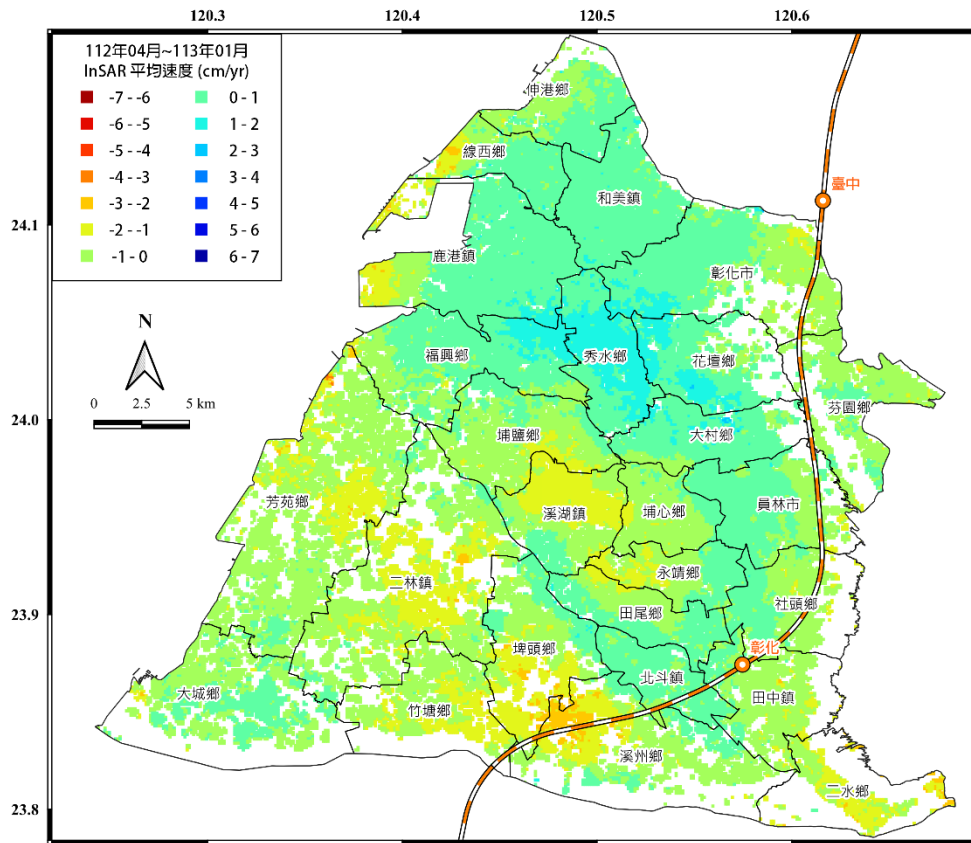 120.3 120.4 120.5 120.6
112年04月~113年01月
InSAR 平均速度 (cm/yr)
-7 - -6 0 - 1
-6 - -5 1 - 2
-5 - -4 2 - 3
-4 - -3 3 - 4
-3 - -2 4 - 5
-2 - -1 5 - 6
-1 - 0 6 - 7
伸港鄉
線西鄉
和美鎮
臺中
24.1
鹿港鎮
彰化市
N
福興鄉 秀水鄉 花壇鄉
0 2.5 5 km
芬園鄉
24.0
埔鹽鄉 大村鄉
芳苑鄉 溪湖鎮 埔心鄉 員林市
二林鎮 永靖鄉
23.9
田尾鄉 社頭鄉
埤頭鄉 彰化
北斗鎮
大城鄉 竹塘鄉 田中鎮
溪州鄉
二水鄉
23.8